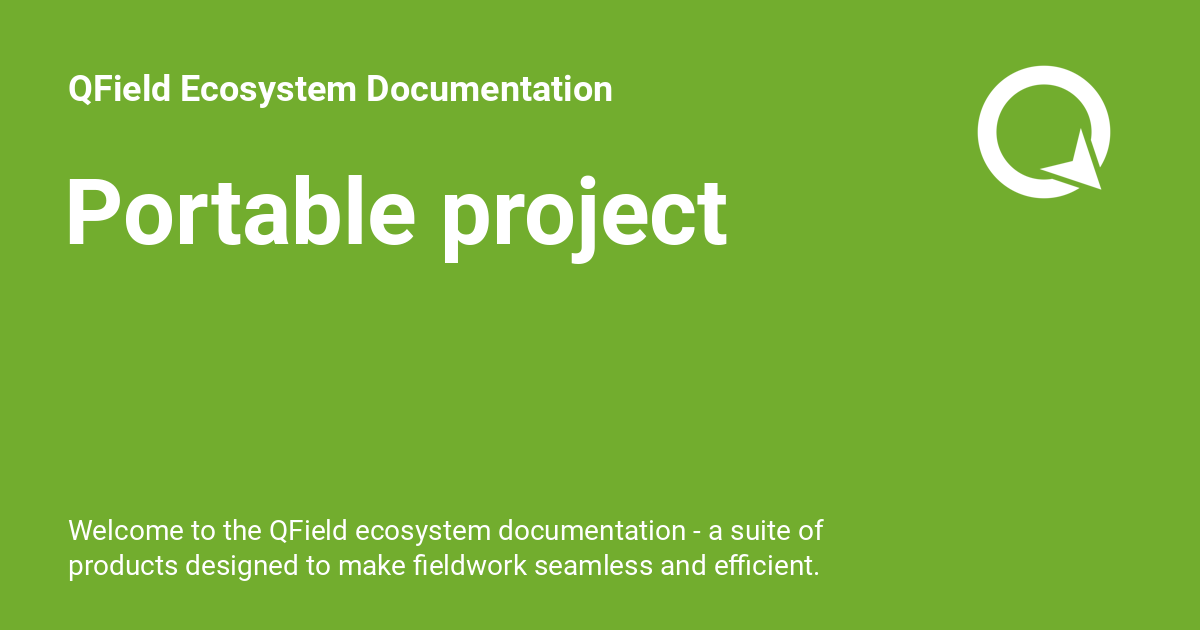 QField Ecosystem Documentation
Portable project
Welcome to the QField ecosystem documentation - a suite of
products designed to make fieldwork seamless and efficient.